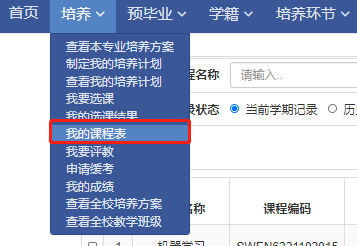 首页 培养 预毕业 学籍 培养环节
查看本专业培养方案
制定我的培养计划
查看我的培养计划 程名称 请输入..
我要选课
我的选课结果 录状态 当前学期记录 历
我的课程表
我要评教
申请缓考
我的成绩 名称 课程编码
查看全校培养方案
查看全校教学班级
1 机器学习